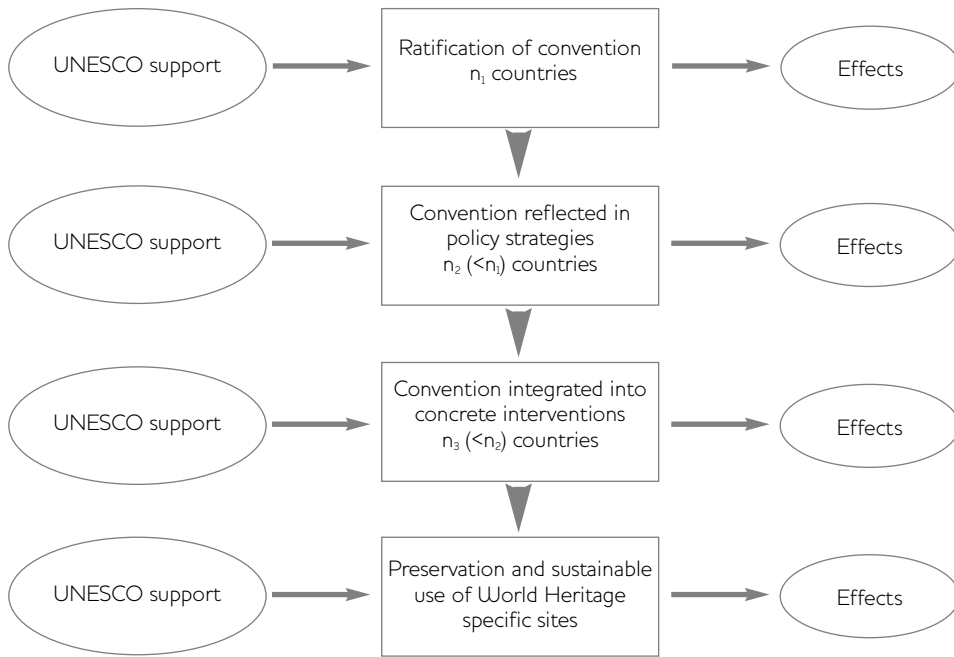 UNESCO support
Ratification of convention
n₁ countries
Effects
UNESCO support
Convention reflected in
policy strategies
n₂ (<n₁) countries
Effects
UNESCO support
Convention integrated into
concrete interventions
n₃ (<n₂) countries
Effects
UNESCO support
Preservation and sustainable
use of World Heritage
specific sites
Effects